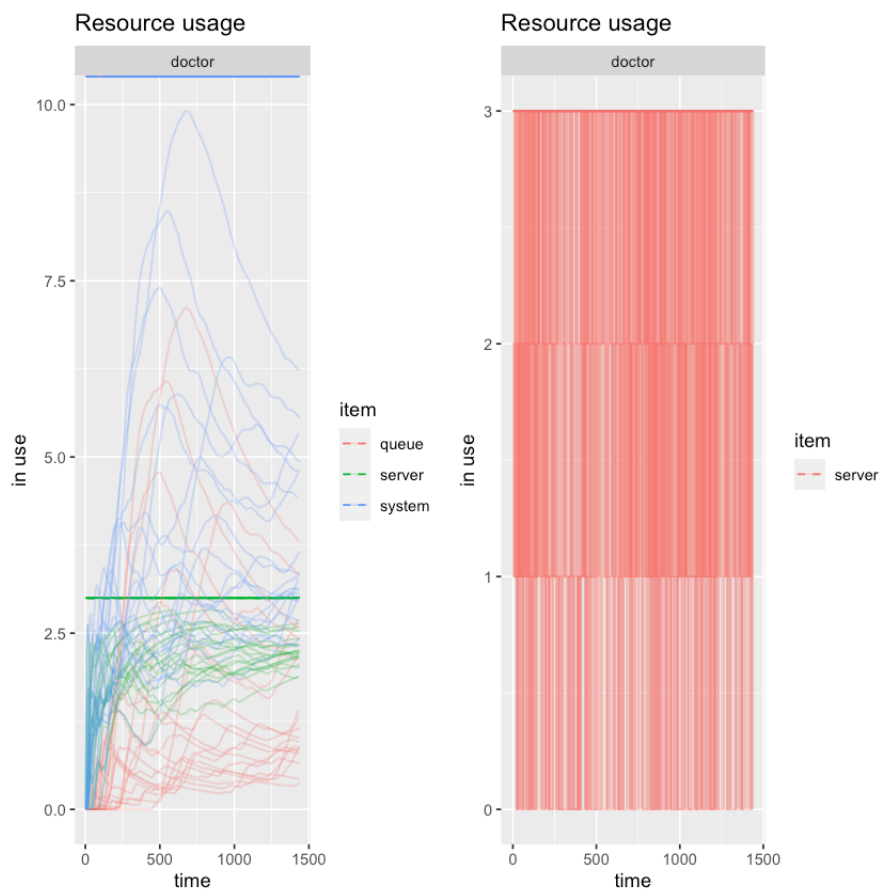 Resource usage
doctor
10.0
7.5
5.0
2.5
0.0
in use
0 500 1000 1500
time
item
queue
server
system
Resource usage
doctor
3
2
1
0
in use
0 500 1000 1500
time
item
server